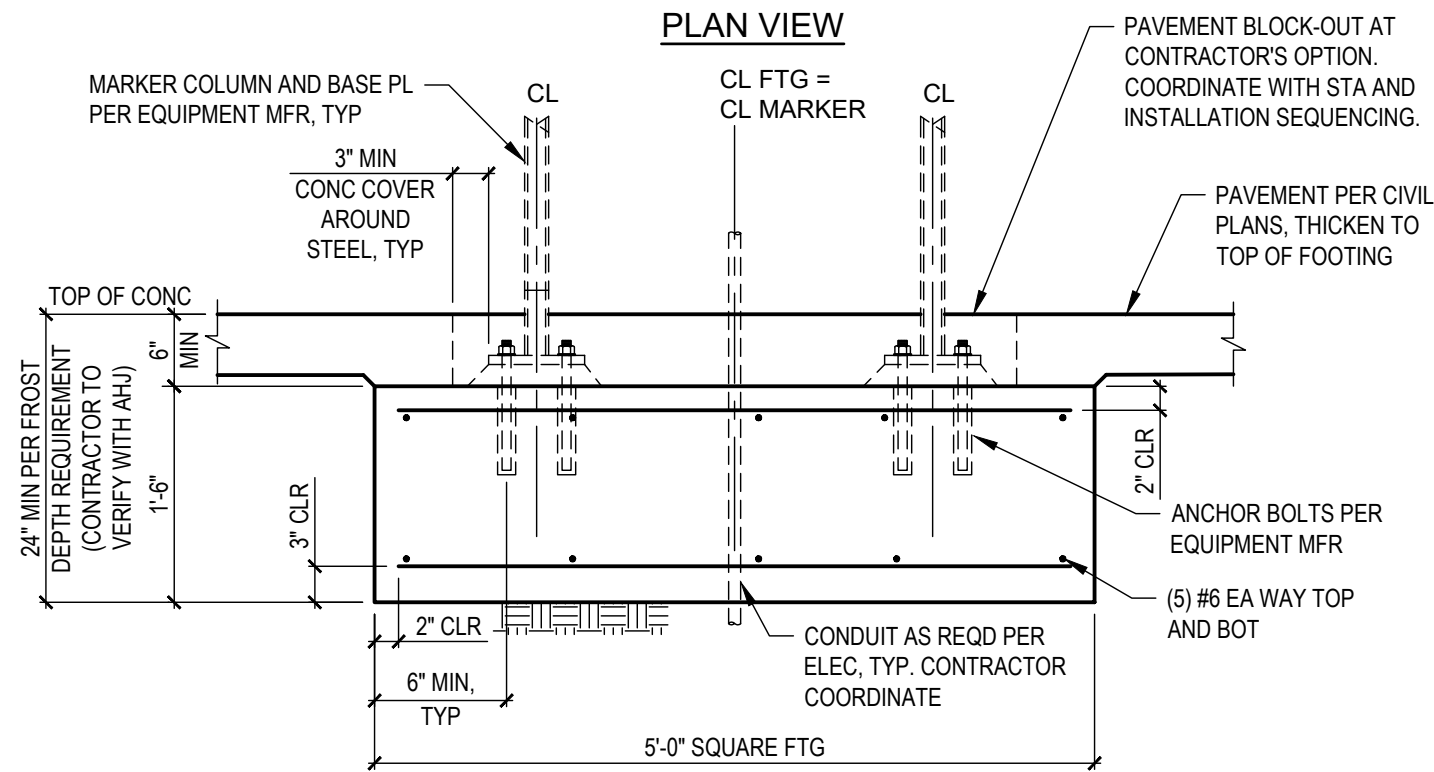 PLAN VIEW
MARKER COLUMN AND BASE PL
PER EQUIPMENT MFR, TYP
CL
CL FTG =
CL MARKER
CL
PAVEMENT BLOCK-OUT AT
CONTRACTOR'S OPTION.
COORDINATE WITH STA AND
INSTALLATION SEQUENCING.
3" MIN
CONC COVER
AROUND
STEEL, TYP
PAVEMENT PER CIVIL
PLANS, THICKEN TO
TOP OF FOOTING
TOP OF CONC
24" MIN PER FROST
DEPTH REQUIREMENT
(CONTRACTOR TO
VERIFY WITH AHJ)
6"
MIN
1'-6"
3" CLR
2" CLR
ANCHOR BOLTS PER
EQUIPMENT MFR
(5) #6 EA WAY TOP
AND BOT
2" CLR
6" MIN,
TYP
CONDUIT AS REQD PER
ELEC, TYP. CONTRACTOR
COORDINATE
5'-0" SQUARE FTG